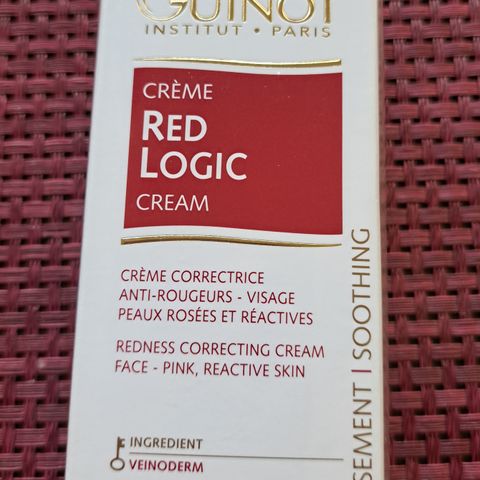 GUINOT
INSTITUT • PARIS
CRÈME
RED
LOGIC
CREAM
CRÈME CORRECTRICE
ANTI-ROUGEURS - VISAGE
PEAUX ROSÉES ET RÉACTIVES
REDNESS CORRECTING CREAM
FACE - PINK, REACTIVE SKIN
INGREDIENT
VEINODERM
SEMENT | SOOTHING